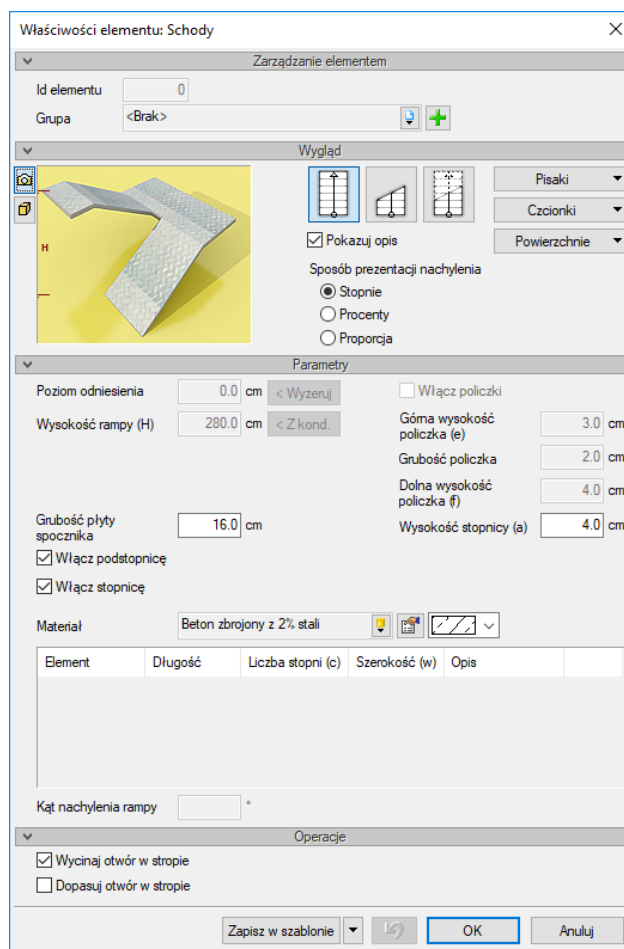 Właściwości elementu: Schody
Zarządzanie elementem
Id elementu 0
Grupa <Brak>
Wygląd
H
Pisaki
Czcionki
Pokazuj opis Powierzchnie
Sposób prezentacji nachylenia
Stopnie
Procenty
Proporcja
Parametry
Poziom odniesienia 0.0 cm < Wyzeruj Włącz policzki
Wysokość rampy (H) 280.0 cm < Z kond. Górna wysokość policzka (e) 3.0 cm
Grubość policzka 2.0 cm
Dolna wysokość policzka (f) 4.0 cm
Grubość płyty spocznika 16.0 cm Wysokość stopnicy (a) 4.0 cm
Włącz podstopnicę
Włącz stopnicę
Materiał Beton zbrojony z 2% stali
Element Długość Liczba stopni (c) Szerokość (w) Opis
Kąt nachylenia rampy °
Operacje
Wycinaj otwór w stropie
Dopasuj otwór w stropie
Zapisz w szablonie OK Anuluj